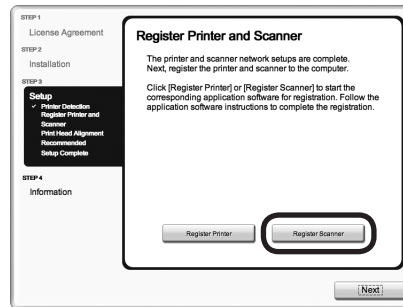 STEP 1
License Agreement
STEP 2
Installation
STEP 3
Setup
✓ Printer Detection
Register Printer and
Scanner
Print Head Alignment
Recommended
Setup Complete
STEP 4
Information
Register Printer and Scanner
The printer and scanner network setups are complete.
Next, register the printer and scanner to the computer.
Click [Register Printer] or [Register Scanner] to start the
corresponding application software for registration. Follow the
application software instructions to complete the registration.
Register Printer
Register Scanner
Next